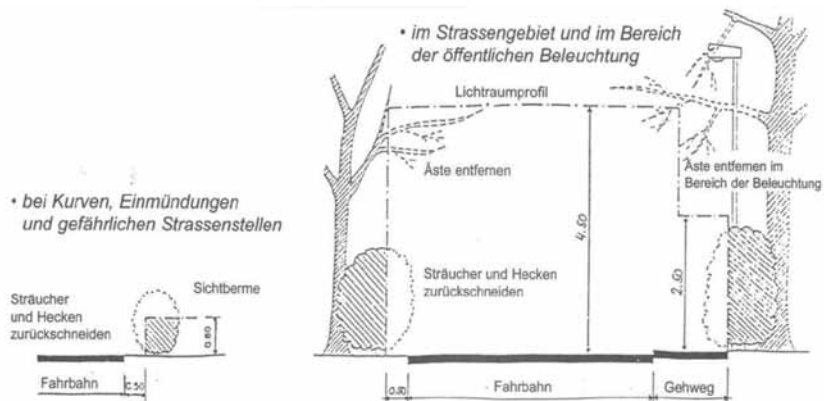 • im Strassengebiet und im Bereich
der öffentlichen Beleuchtung
Lichtraumprofil
Äste entfernen
Äste entfernen im
Bereich der Beleuchtung
4.50
2.50
Sträucher und Hecken
zurückschneiden
0.50
Fahrbahn
Gehweg
• bei Kurven, Einmündungen
und gefährlichen Strassenstellen
Sträucher
und Hecken
zurückschneiden
Sichtberme
0.80
Fahrbahn
0.50